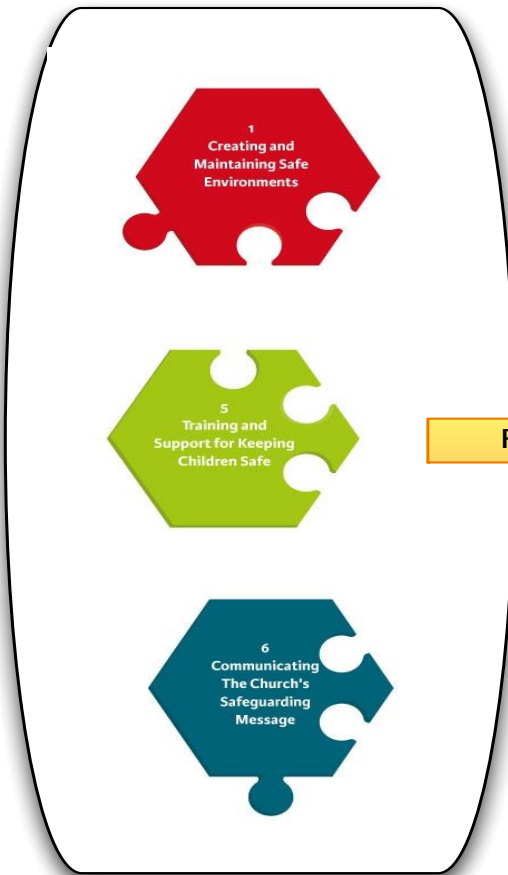 1
Creating and
Maintaining Safe
Environments
5
Training and
Support for Keeping
Children Safe
6
Communicating
The Church's
Safeguarding
Message